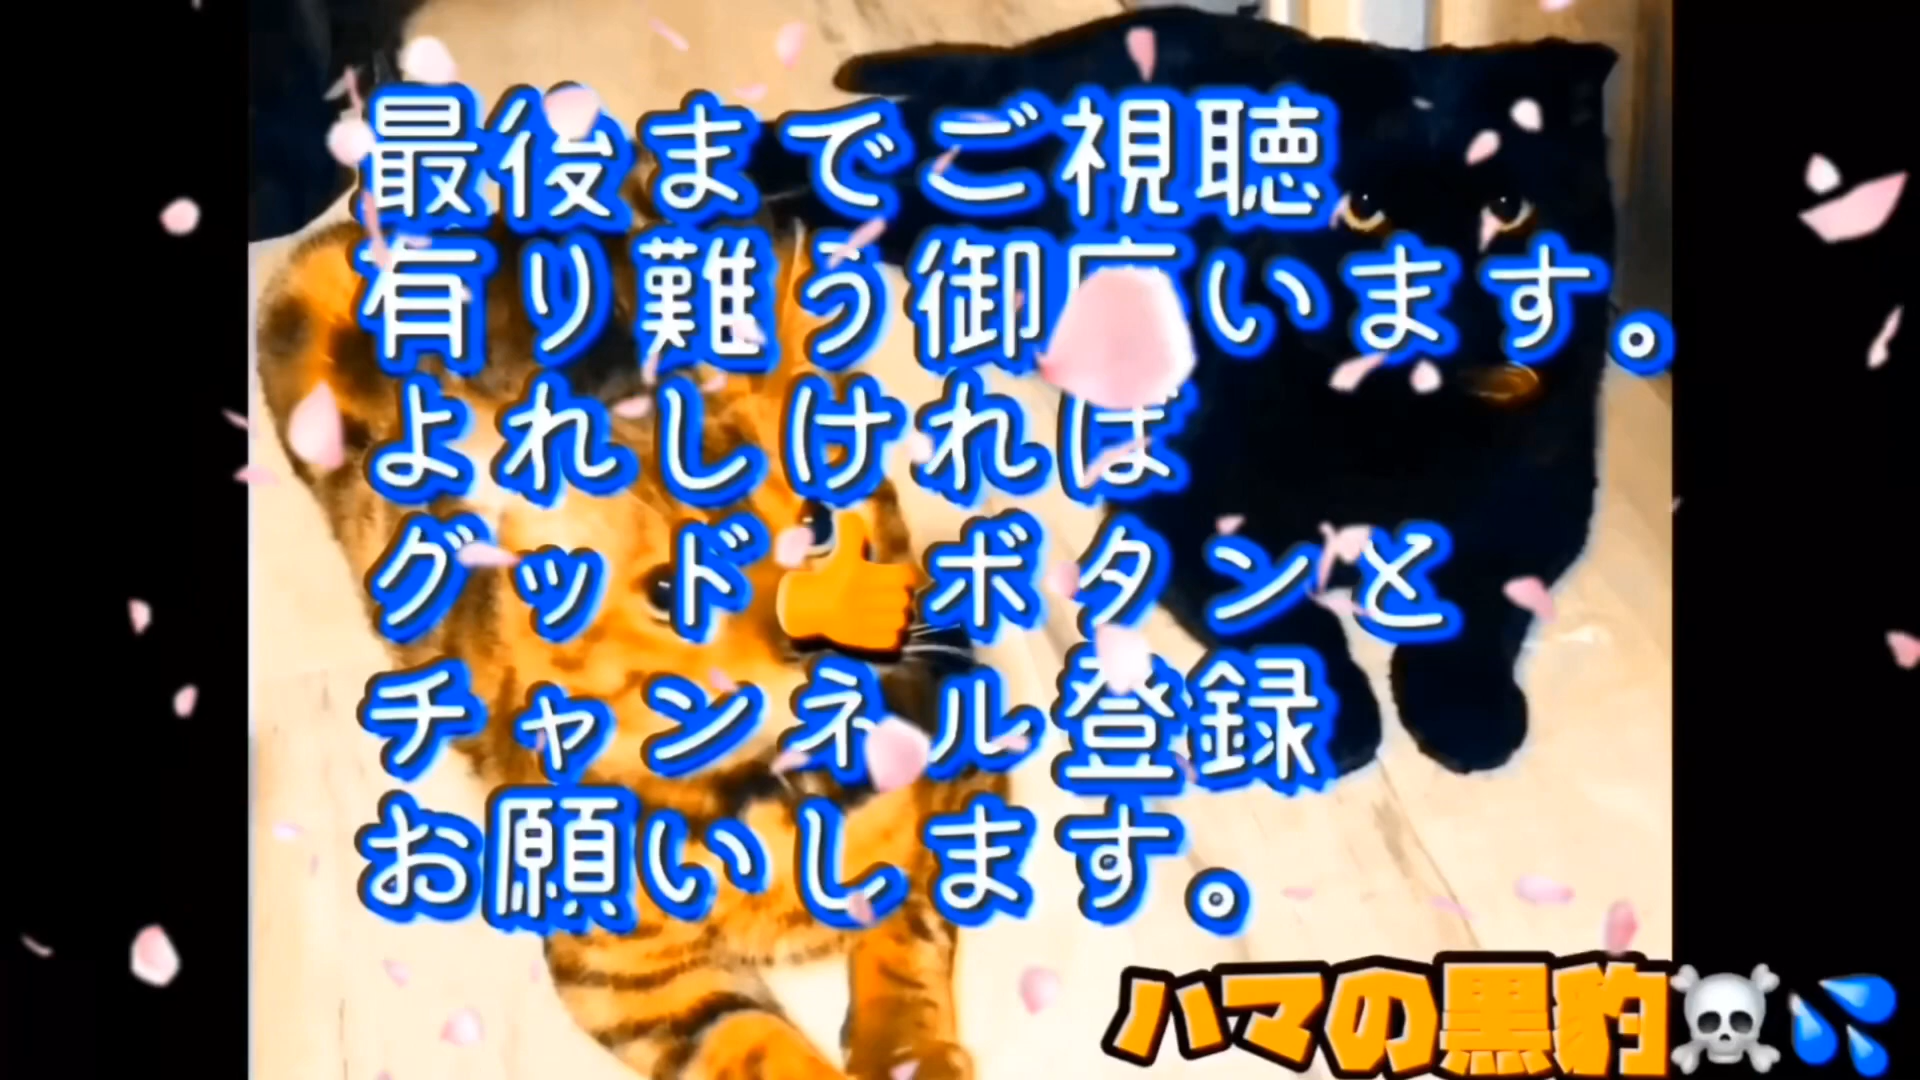 最後までご視聴
有り難う御座います。
よれしければ
グッド👍ボタンと
チャンネル登録
お願いします。
ハマの黒豹☠💦